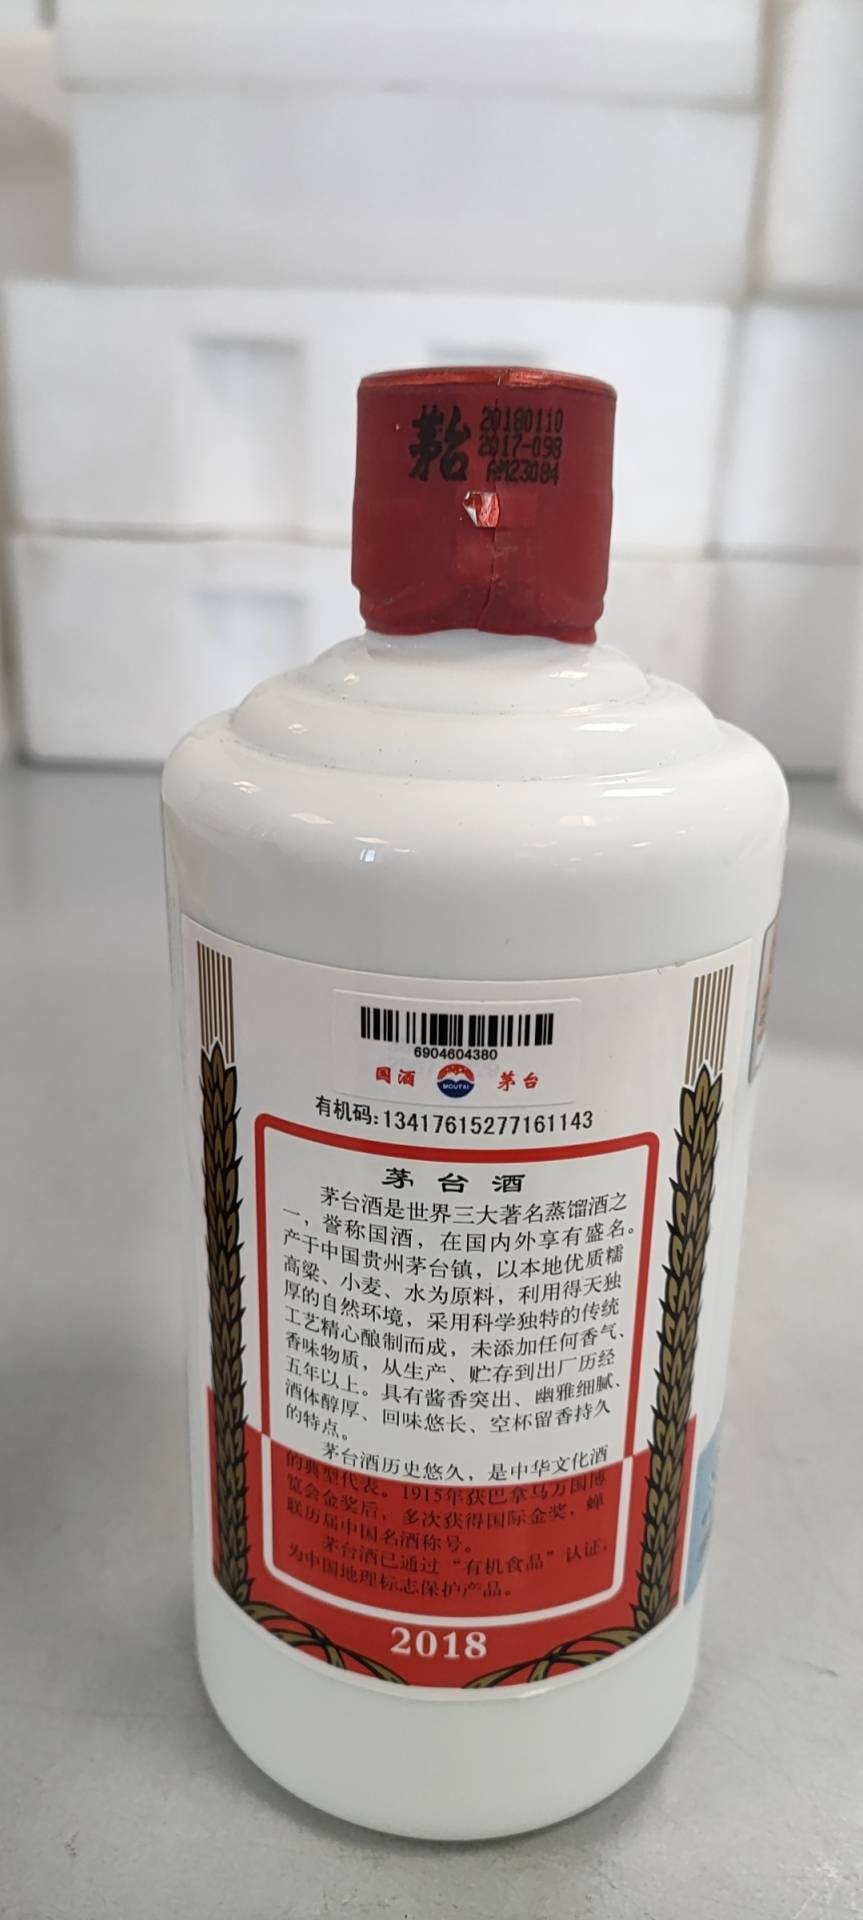 茅台
20180110
2017-098
AM23084
6904604380
国酒
MOUTAI
茅台
有机码:13417615277161143
茅台酒
茅台酒是世界三大著名蒸馏酒之
一，誉称国酒，在国内外享有盛名。
产于中国贵州茅台镇，以本地优质糯
高粱、小麦、水为原料，利用得天独
厚的自然环境，采用科学独特的传统
工艺精心酿制而成，未添加任何香气、
香味物质，从生产、贮存到出厂历经
五年以上。具有酱香突出、幽雅细腻、
酒体醇厚、回味悠长、空杯留香持久
的特点。
茅台酒历史悠久，是中华文化酒
的典型代表。1915年获巴拿马万国博
览会金奖后，多次获得国际金奖，蝉
联历届中国名酒称号。
茅台酒已通过“有机食品”认证，
为中国地理标志保护产品。
2018